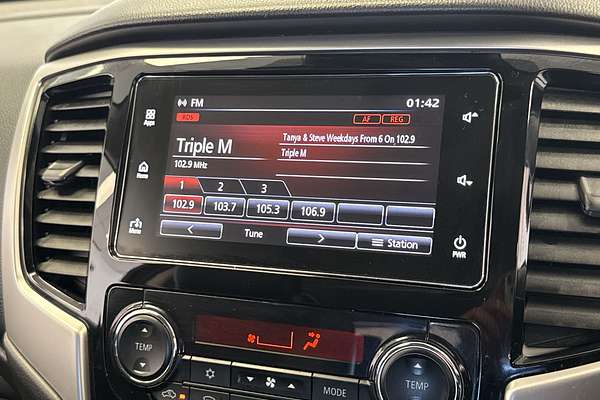 FM
01:42
RDS
AF REG
Apps
Triple M
102.9 MHz
Tanya & Steve Weekdays From 6 On 102.9
Triple M
Home
1 2 3
102.9 103.7 105.3 106.9
Menu
< Tune > Station
PWR
TEMP
MODE
TEMP